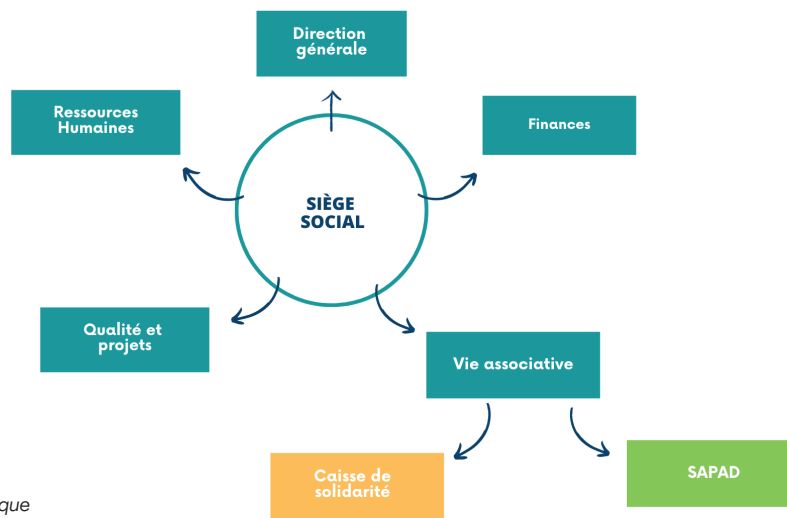 Direction
générale
Ressources
Humaines
Finances
SIÈGE
SOCIAL
Qualité et
projets
Vie associative
Caisse de
solidarité
SAPAD
que